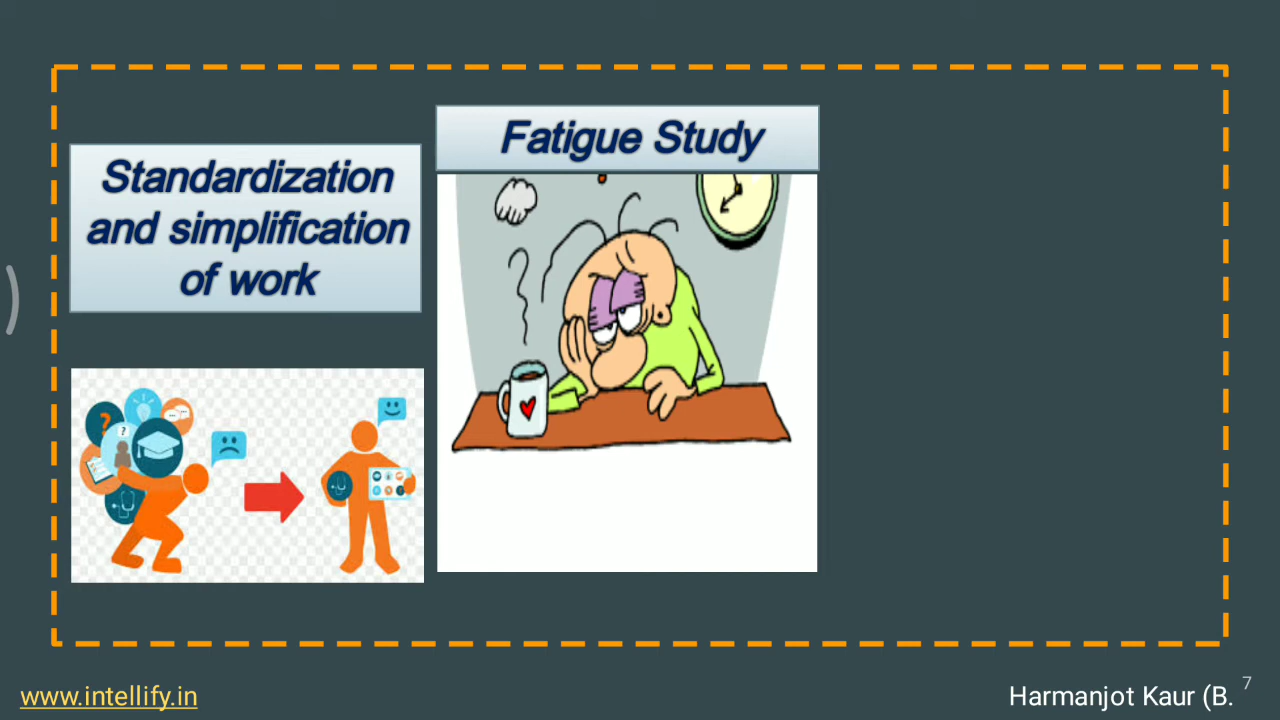 Standardization
and simplification
of work
Fatigue Study
?
?
www.intellify.in
Harmanjot Kaur (B.
7